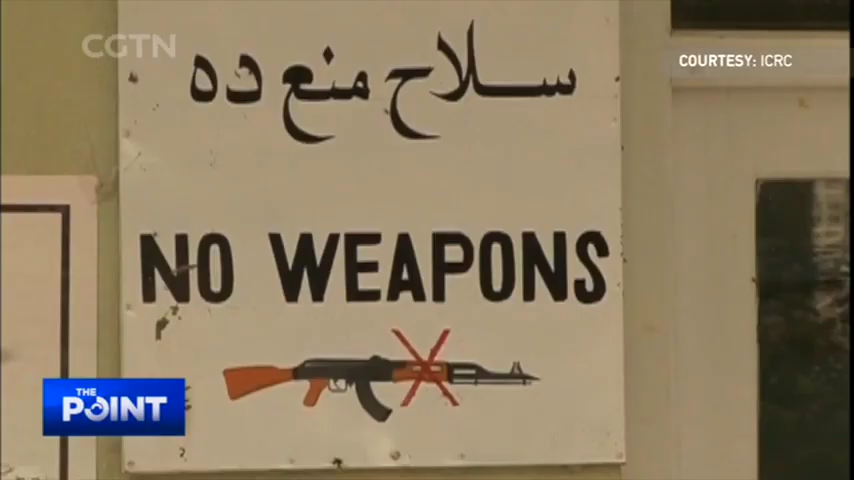 CGTN
COURTESY: ICRC
سلاح منع ده
NO WEAPONS
THE
POINT